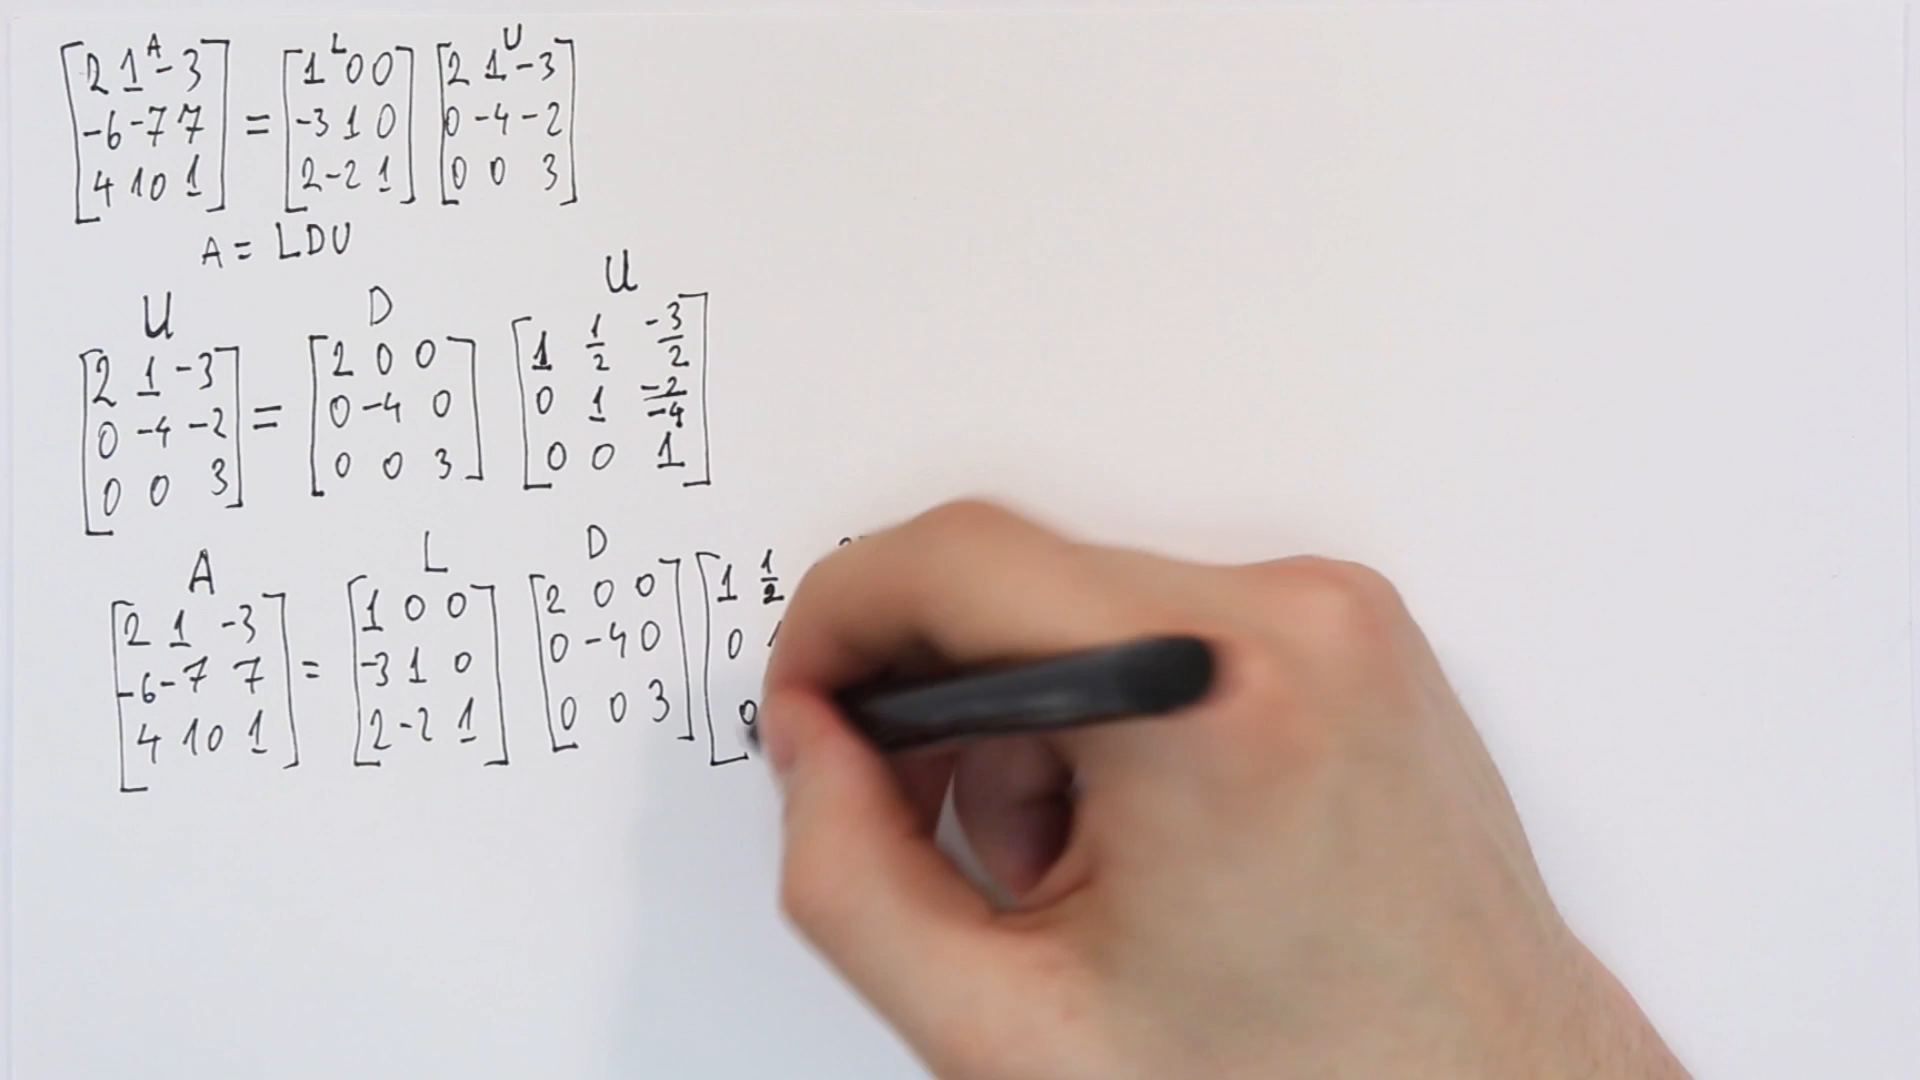 A L U
[2 1 -3] = [1 0 0] [2 1 -3]
[-6 -7 7] [-3 1 0] [0 -4 -2]
[4 10 1] [2 -2 1] [0 0 3]
A = LDU
U D U
[2 1 -3] = [2 0 0] [1 1/2 -3/2]
[0 -4 -2] [0 -4 0] [0 1 -2/-4]
[0 0 3] [0 0 3] [0 0 1]
A L D
[2 1 -3] = [1 0 0] [2 0 0] [1 1/2
[-6 -7 7] [-3 1 0] [0 -4 0] [0
[4 10 1] [2 -2 1] [0 0 3] [0